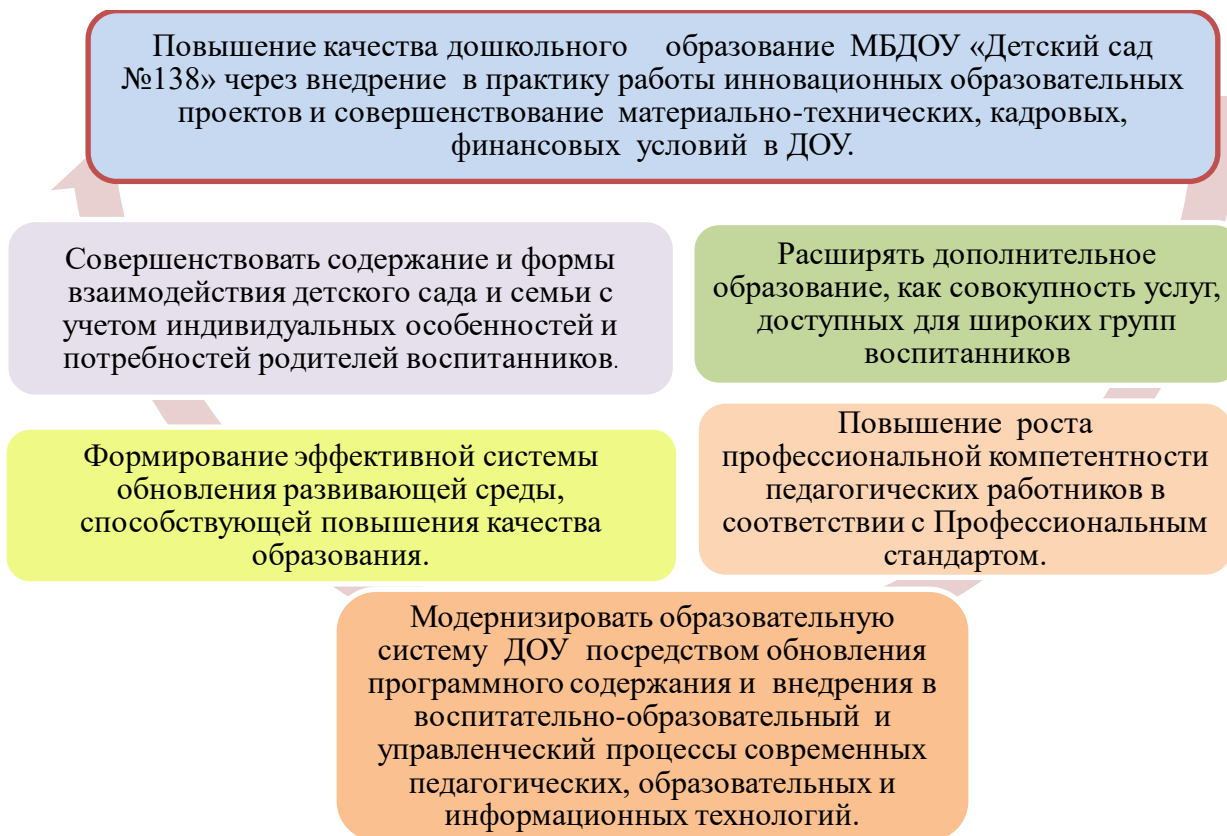 Повышение качества дошкольного образование МБДОУ «Детский сад
№138» через внедрение в практику работы инновационных образовательных
проектов и совершенствование материально-технических, кадровых,
финансовых условий в ДОУ.
Совершенствовать содержание и формы
взаимодействия детского сада и семьи с
учетом индивидуальных особенностей и
потребностей родителей воспитанников.
Расширять дополнительное
образование, как совокупность услуг,
доступных для широких групп
воспитанников
Формирование эффективной системы
обновления развивающей среды,
способствующей повышения качества
образования.
Повышение роста
профессиональной компетентности
педагогических работников в
соответствии с Профессиональным
стандартом.
Модернизировать образовательную
систему ДОУ посредством обновления
программного содержания и внедрения в
воспитательно-образовательный и
управленческий процессы современных
педагогических, образовательных и
информационных технологий.